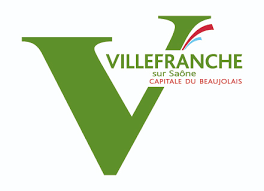 V
VILLEFRANCHE
sur Saône
CAPITALE DU BEAUJOLAIS